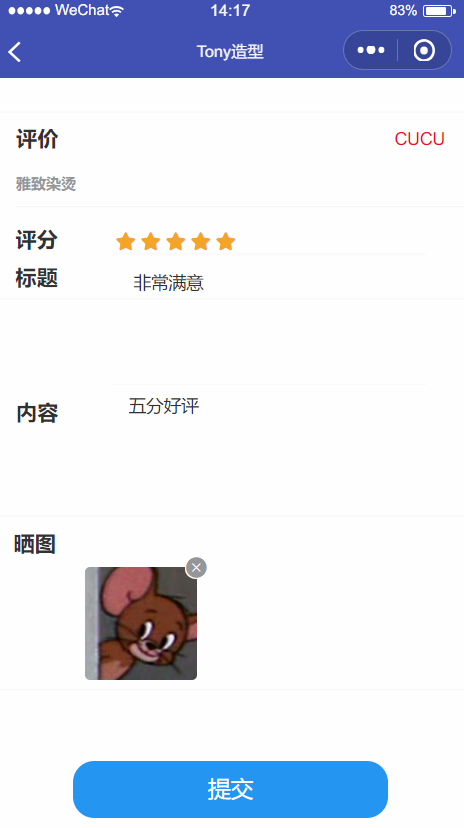 WeChat 14:17 83%
Tony造型
评价 CUCU
雅致染烫
评分
标题 非常满意
内容 五分好评
晒图
提交